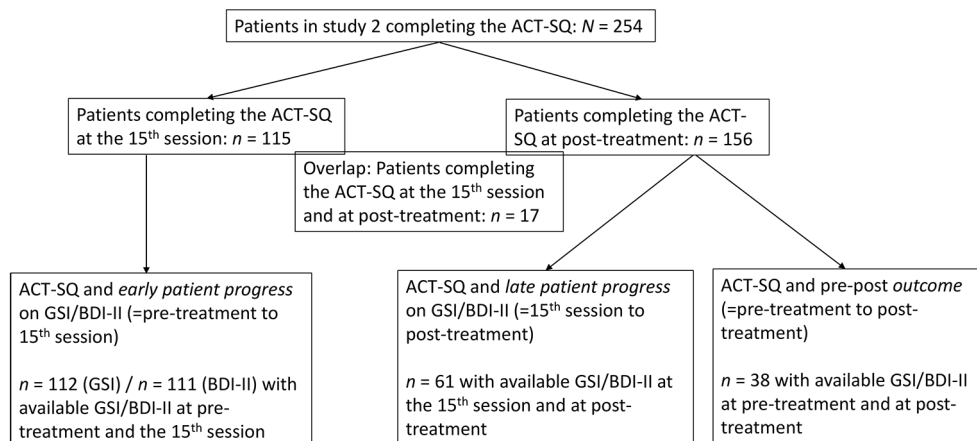 Patients in study 2 completing the ACT-SQ: N = 254
Patients completing the ACT-SQ
at the 15th session: n = 115
Patients completing the ACT-
SQ at post-treatment: n = 156
Overlap: Patients completing
the ACT-SQ at the 15th session
and at post-treatment: n = 17
ACT-SQ and early patient progress
on GSI/BDI-II (=pre-treatment to
15th session)
n = 112 (GSI) / n = 111 (BDI-II) with
available GSI/BDI-II at pre-
treatment and the 15th session
ACT-SQ and late patient progress
on GSI/BDI-II (=15th session to
post-treatment)
n = 61 with available GSI/BDI-II at
the 15th session and at post-
treatment
ACT-SQ and pre-post outcome
(=pre-treatment to post-
treatment)
n = 38 with available GSI/BDI-II
at pre-treatment and at post-
treatment